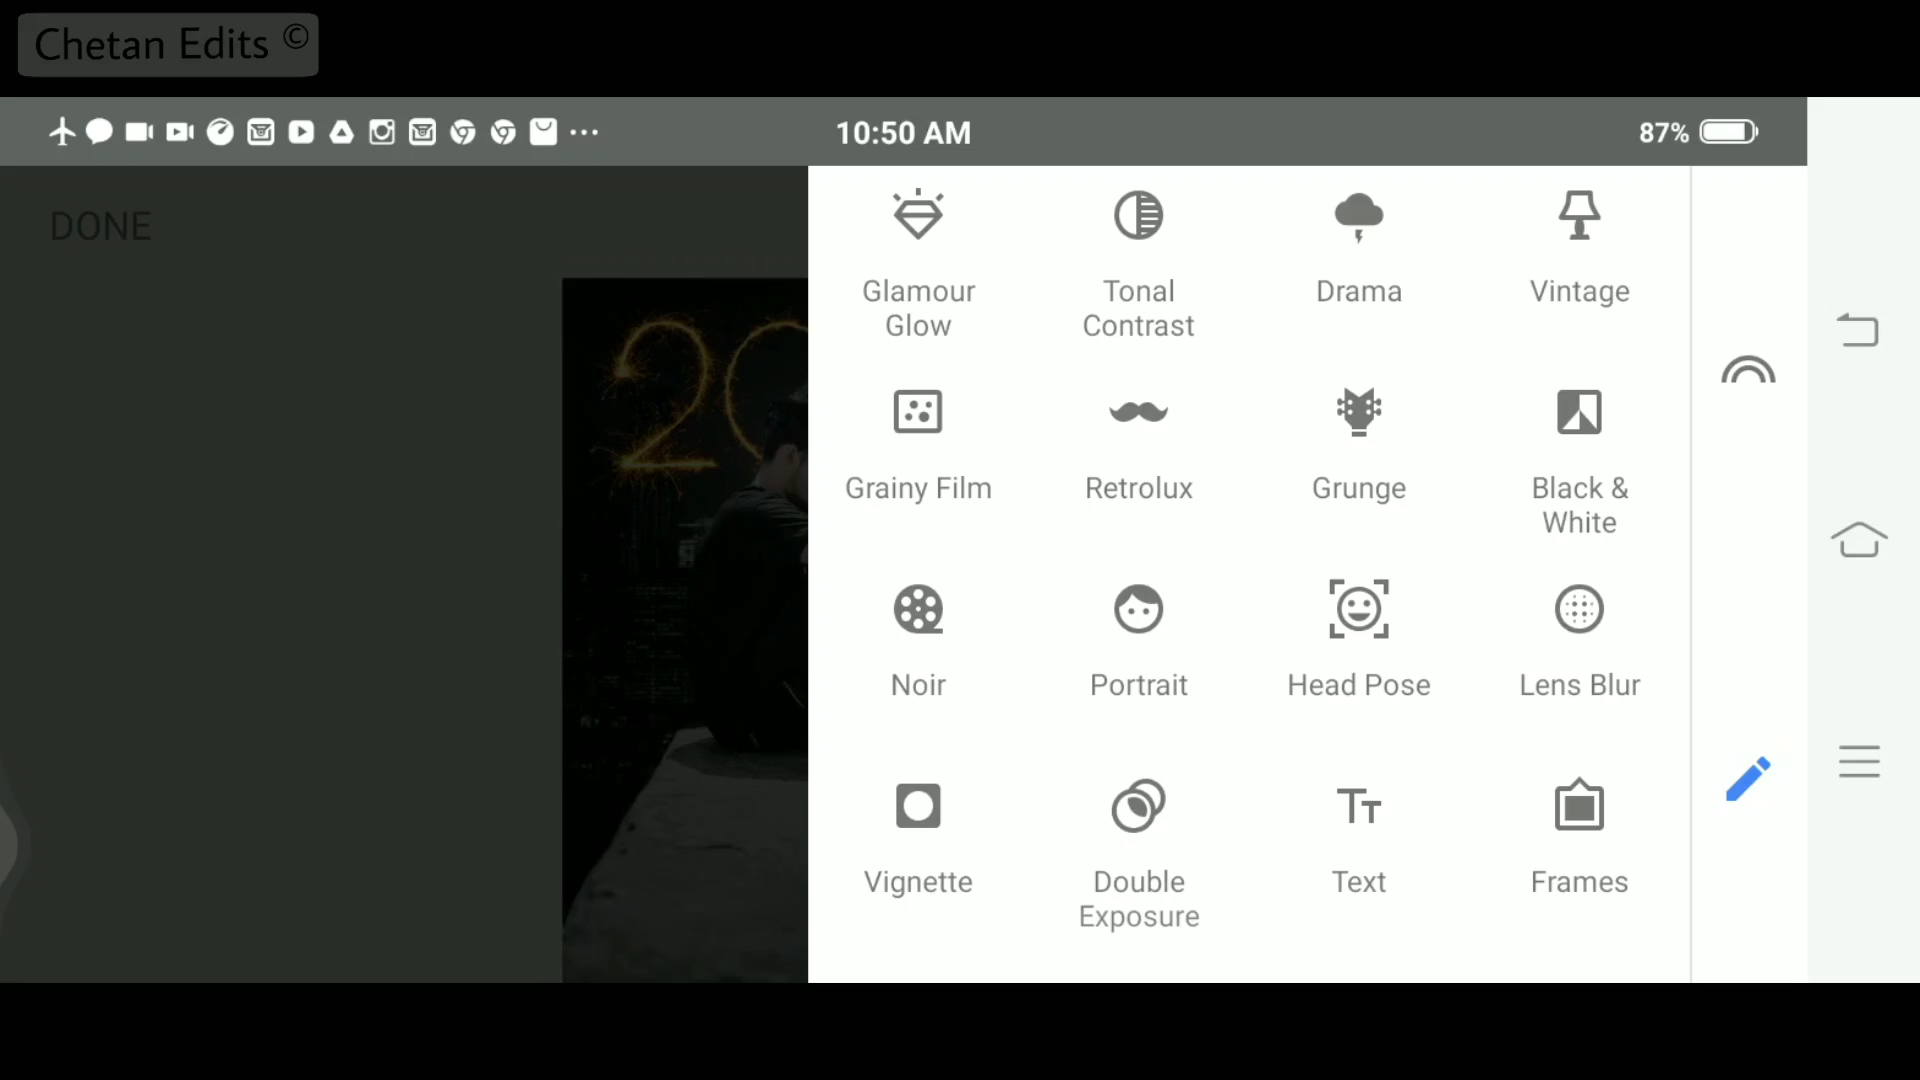 Chetan Edits ©
10:50 AM
87%
DONE
20
Glamour
Glow
Tonal
Contrast
Drama
Vintage
Grainy Film
Retrolux
Grunge
Black &
White
Noir
Portrait
Head Pose
Lens Blur
Vignette
Double
Exposure
Text
Frames